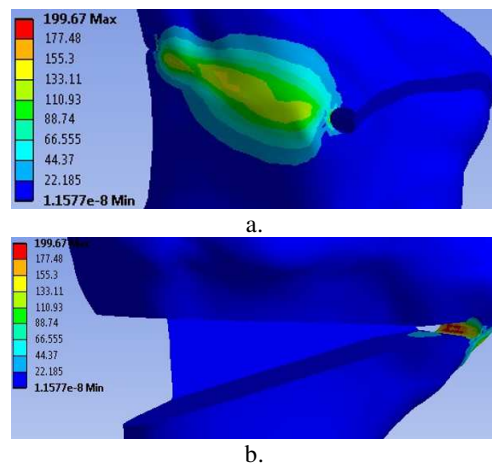 199.67 Max
177.48
155.3
133.11
110.93
88.74
66.555
44.37
22.185
1.1577e-8 Min
a.
199.67 Max
177.48
155.3
133.11
110.93
88.74
66.555
44.37
22.185
1.1577e-8 Min
b.